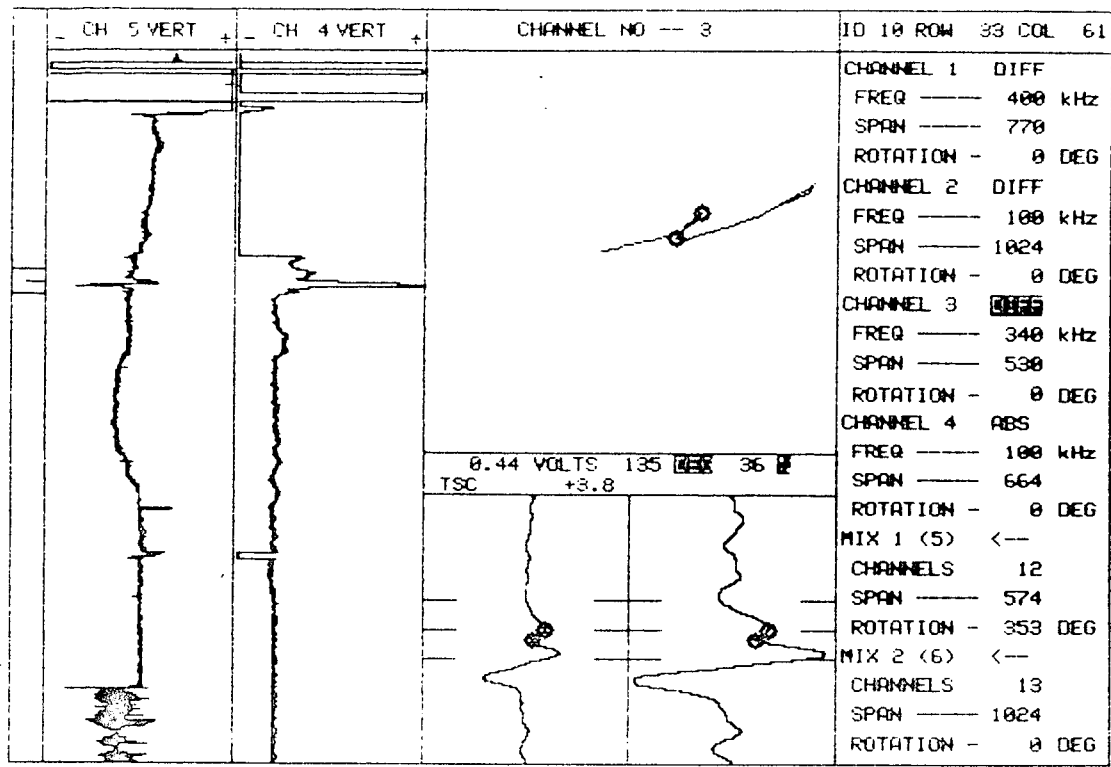 CH 5 VERT
- +
CH 4 VERT
- +
CHANNEL NO -- 3
ID 10 ROW 33 COL 61
0.44 VOLTS 135 36
TSC +3.8
CHANNEL 1 DIFF
FREQ ---- 400 kHz
SPAN ---- 770
ROTATION - 0 DEG
CHANNEL 2 DIFF
FREQ ---- 100 kHz
SPAN ---- 1024
ROTATION - 0 DEG
CHANNEL 3 DIFF
FREQ ---- 340 kHz
SPAN ---- 530
ROTATION - 0 DEG
CHANNEL 4 ABS
FREQ ---- 100 kHz
SPAN ---- 664
ROTATION - 0 DEG
MIX 1 (5) <--
CHANNELS 12
SPAN ---- 574
ROTATION - 353 DEG
MIX 2 (6) <--
CHANNELS 13
SPAN ---- 1024
ROTATION - 0 DEG